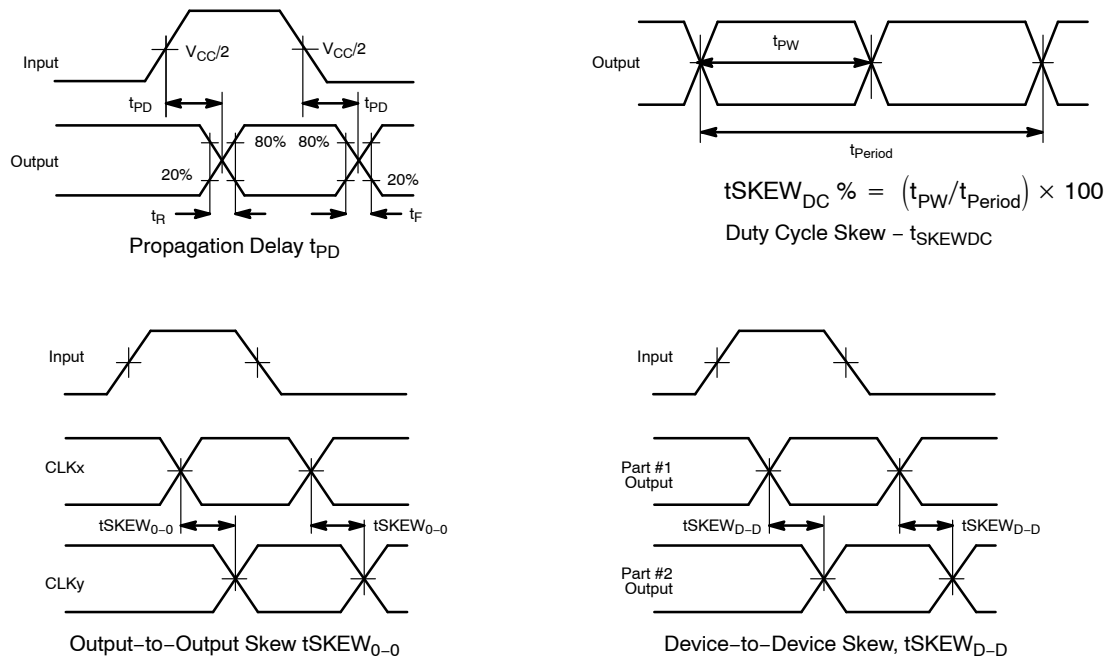 Input
V_CC/2
V_CC/2
t_PD
t_PD
Output
80%
80%
20%
20%
t_R
t_F
Propagation Delay t_PD
Output
t_PW
t_Period
tSKEW_DC % = (t_PW/t_Period) × 100
Duty Cycle Skew − t_SKEWDC
Input
CLKx
tSKEW_0−0
tSKEW_0−0
CLKy
Output−to−Output Skew tSKEW_0−0
Input
Part #1
Output
tSKEW_D−D
tSKEW_D−D
Part #2
Output
Device−to−Device Skew, tSKEW_D−D